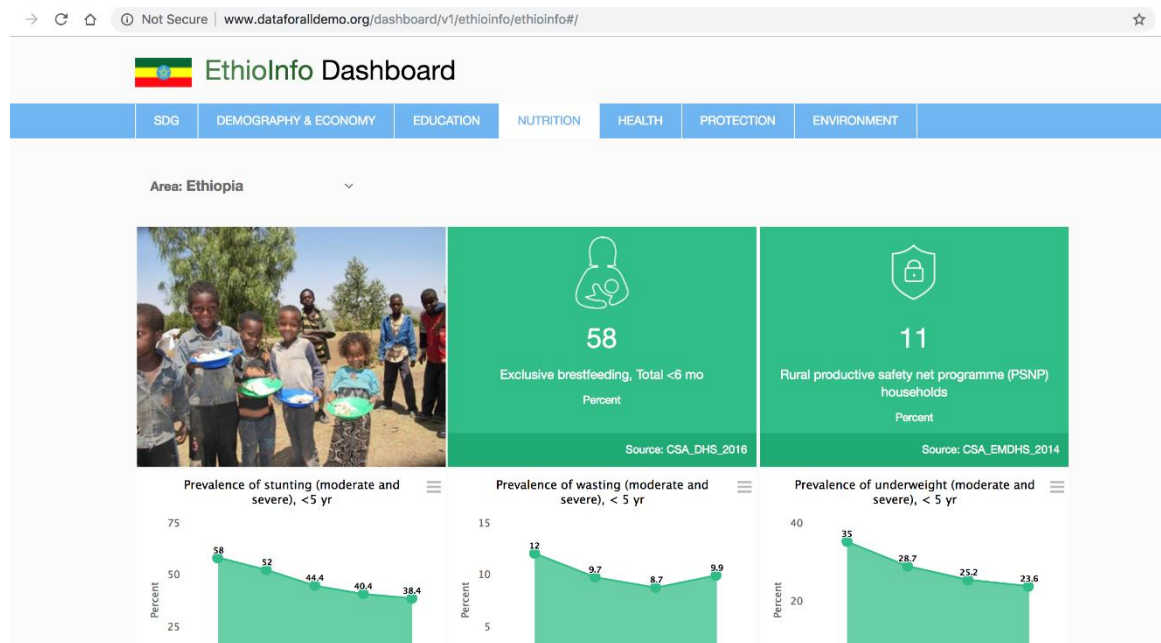 Not Secure www.dataforalldemo.org/dashboard/v1/ethioinfo/ethioinfo#/
EthioInfo Dashboard
SDG DEMOGRAPHY & ECONOMY EDUCATION NUTRITION HEALTH PROTECTION ENVIRONMENT
Area: Ethiopia
58
Exclusive brestfeeding, Total <6 mo
Percent
Source: CSA_DHS_2016
11
Rural productive safety net programme (PSNP)
households
Percent
Source: CSA_EMDHS_2014
Prevalence of stunting (moderate and
severe), <5 yr
75
50
25
Percent
58
52
44.4
40.4
38.4
Prevalence of wasting (moderate and
severe), < 5 yr
15
10
5
Percent
12
9.7
8.7
9.9
Prevalence of underweight (moderate and
severe), < 5 yr
40
20
Percent
35
28.7
25.2
23.6